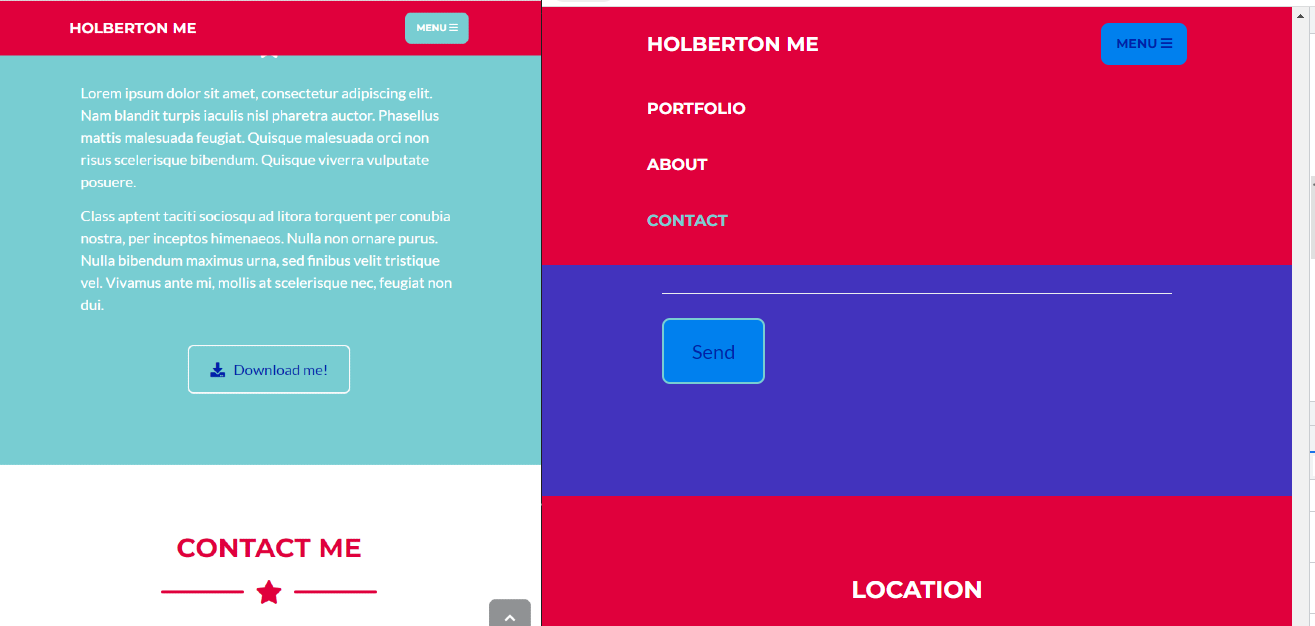 HOLBERTON ME
MENU
Lorem ipsum dolor sit amet, consectetur adipiscing elit.
Nam blandit turpis iaculis nisl pharetra auctor. Phasellus
mattis malesuada feugiat. Quisque malesuada orci non
risus scelerisque bibendum. Quisque viverra vulputate
posuere.
Class aptent taciti sociosqu ad litora torquent per conubia
nostra, per inceptos himenaeos. Nulla non ornare purus.
Nulla bibendum maximus urna, sed finibus velit tristique
vel. Vivamus ante mi, mollis at scelerisque nec, feugiat non
dui.
Download me!
CONTACT ME
HOLBERTON ME
MENU
PORTFOLIO
ABOUT
CONTACT
Send
LOCATION